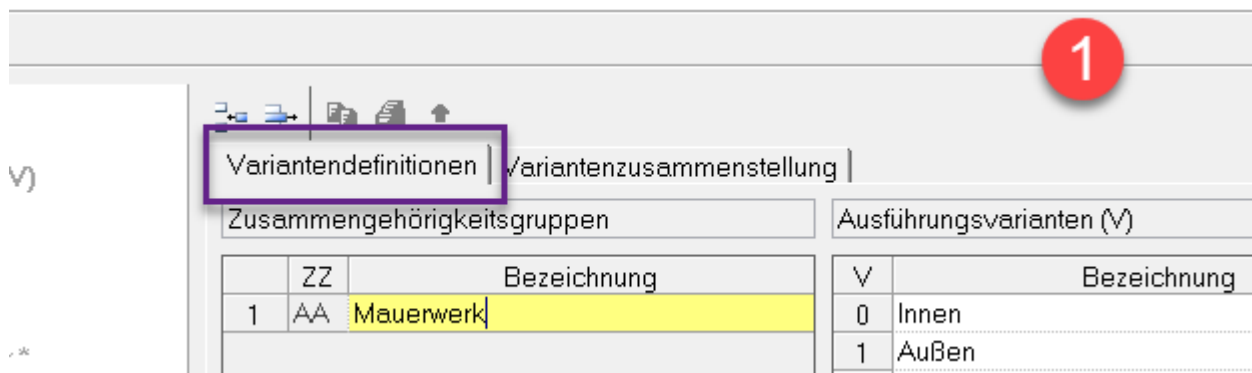 1
V)
Variantendefinitionen Variantenzusammenstellung
Zusammengehörigkeitsgruppen Ausführungsvarianten (V)
ZZ Bezeichnung V Bezeichnung
1 AA Mauerwerk 0 Innen
1 Außen
*